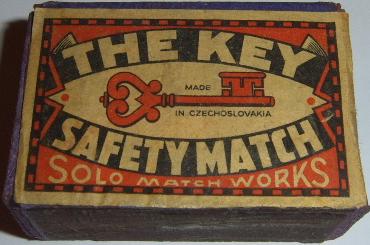 THE KEY
MADE
IN CZECHOSLOVAKIA
SAFETY MATCH
SOLO MATCH WORKS